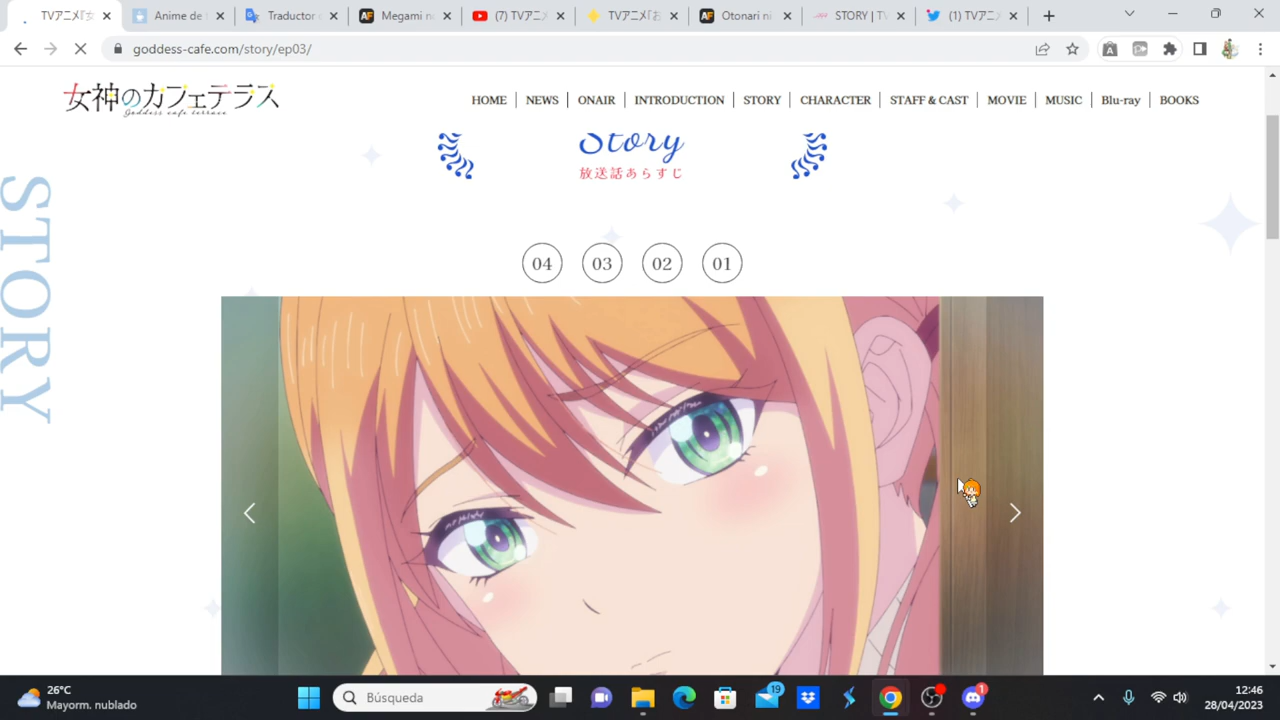 TVアニメ『女
Anime de
Traductor
Megami n
(7) TVアニメ
TVアニメ『お
Otonari ni
STORY | TV
(1) TVアニ
goddess-cafe.com/story/ep03/
女神のカフェテラス
Goddess cafe terrace
HOME
NEWS
ONAIR
INTRODUCTION
STORY
CHARACTER
STAFF & CAST
MOVIE
MUSIC
Blu-ray
BOOKS
Story
放送話あらすじ
STORY
04
03
02
01
26°C
Mayorm. nublado
Búsqueda
19
1
12:46
28/04/2023